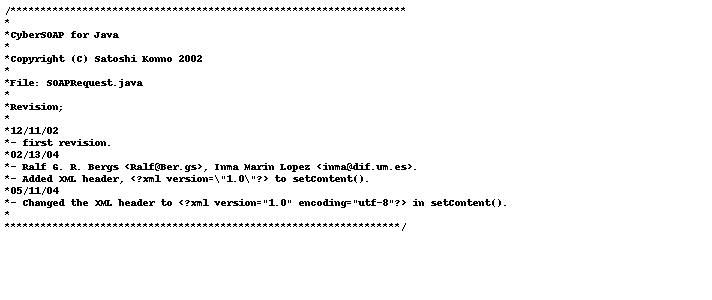 /******************************************************************
*
*CyberSOAP for Java
*
*Copyright (C) Satoshi Konno 2002
*
*File: SOAPRequest.java
*
*Revision;
*
*12/11/02
*- first revision.
*02/13/04
*- Ralf G. R. Bergs <Ralf@Ber.gs>, Inma Marin Lopez <inma@dif.um.es>.
*- Added XML header, <?xml version=\"1.0\"?> to setContent().
*05/11/04
*- Changed the XML header to <?xml version="1.0" encoding="utf-8"?> in setContent().
*
******************************************************************/